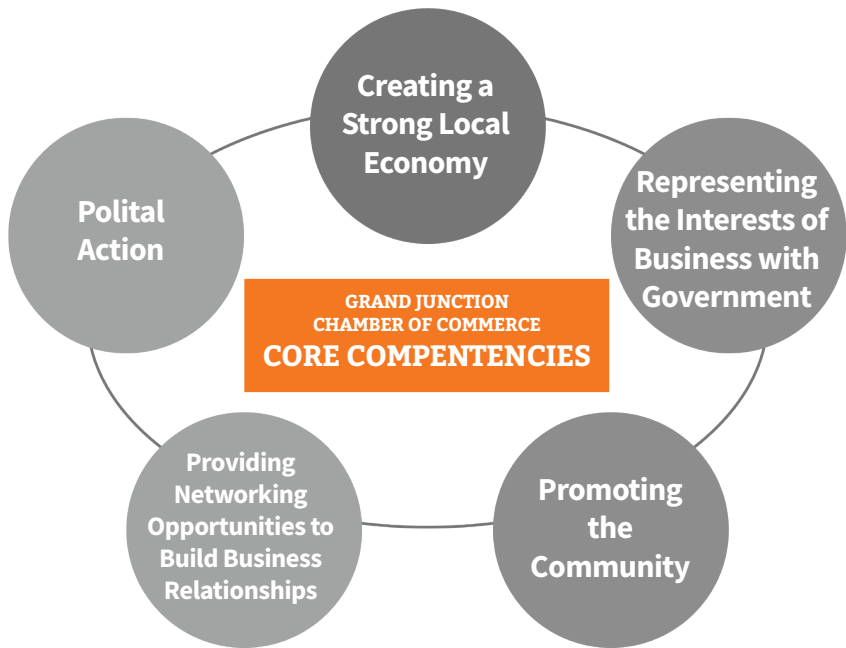 Creating a
Strong Local
Economy
Representing
the Interests of
Business with
Government
Polital
Action
GRAND JUNCTION
CHAMBER OF COMMERCE
CORE COMPENTENCIES
Providing
Networking
Opportunities to
Build Business
Relationships
Promoting
the
Community